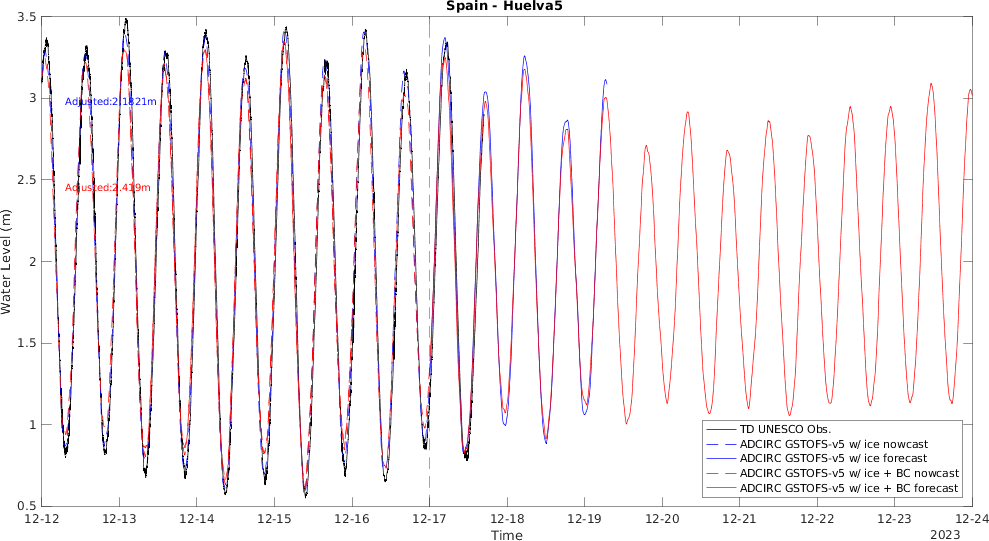 Spain - Huelva5
3.5
3
2.5
2
1.5
1
0.5
Water Level (m)
Adjusted:2.1821m
Adjusted:2.419m
TD UNESCO Obs.
ADCIRC GSTOFS-v5 w/ ice nowcast
ADCIRC GSTOFS-v5 w/ ice forecast
ADCIRC GSTOFS-v5 w/ ice + BC nowcast
ADCIRC GSTOFS-v5 w/ ice + BC forecast
12-12 12-13 12-14 12-15 12-16 12-17 12-18 12-19 12-20 12-21 12-22 12-23 12-24
Time
2023